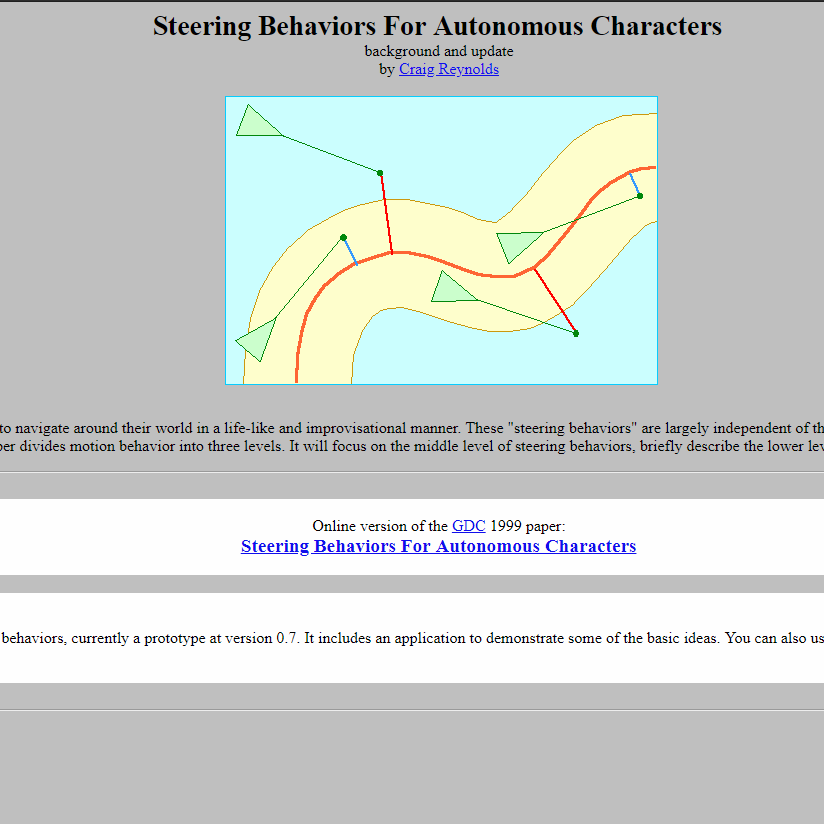 Steering Behaviors For Autonomous Characters
background and update
by Craig Reynolds
to navigate around their world in a life-like and improvisational manner. These "steering behaviors" are largely independent of th
per divides motion behavior into three levels. It will focus on the middle level of steering behaviors, briefly describe the lower lev
Online version of the GDC 1999 paper:
Steering Behaviors For Autonomous Characters
behaviors, currently a prototype at version 0.7. It includes an application to demonstrate some of the basic ideas. You can also us